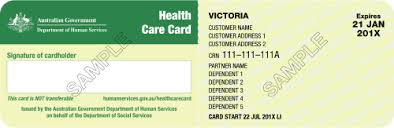 Australian Government
Department of Human Services
Health
Care Card
Signature of cardholder
SAMPLE
This card is NOT transferable
humanservices.gov.au/healthcarecard
Issued by the Australian Government Department of Human Services
on behalf of the Department of Social Services
VICTORIA
Expires
21 JAN
201X
CUSTOMER NAME
CUSTOMER ADDRESS 1
CUSTOMER ADDRESS 2
CRN 111-111-111A
PARTNER NAME
DEPENDENT 1
DEPENDENT 2
DEPENDENT 3
DEPENDENT 4
DEPENDENT 5
SAMPLE
CARD START 22 JUL 201X LI